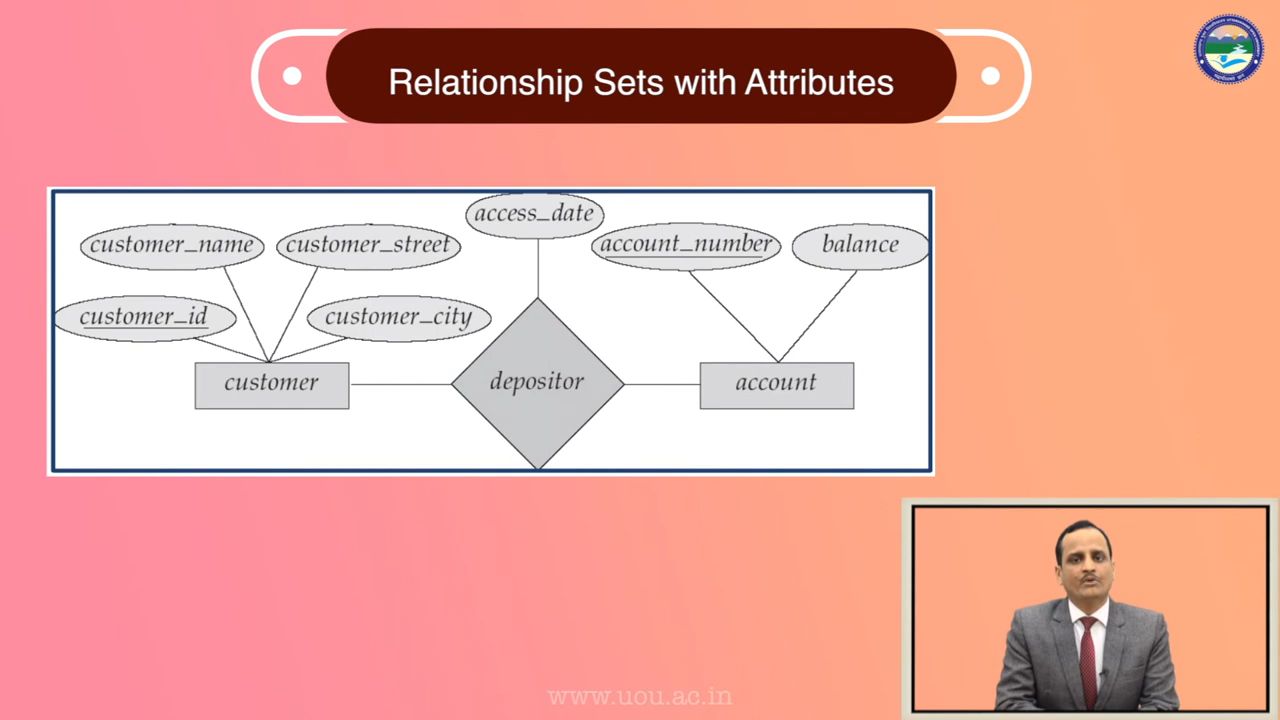 Relationship Sets with Attributes
access_date
customer_name customer_street account_number balance
customer_id customer_city
customer depositor account
www.uou.ac.in